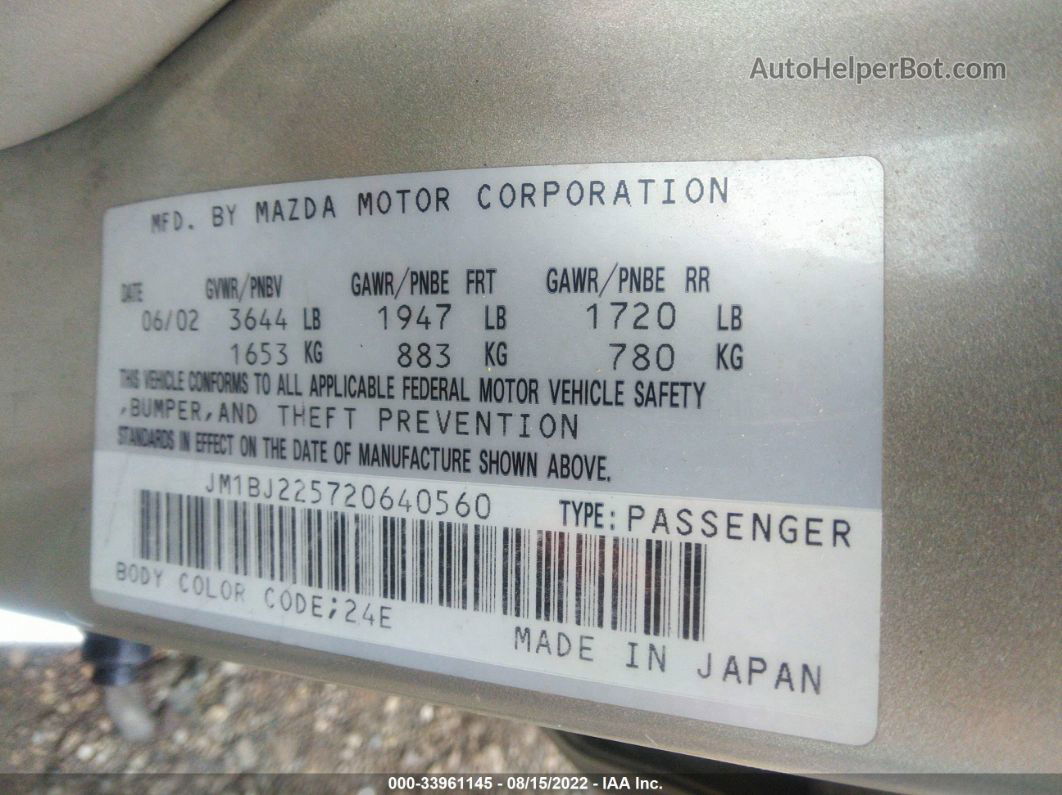 AutoHelperBot.com
MFD. BY MAZDA MOTOR CORPORATION
DATE GVWR/PNBV GAWR/PNBE FRT GAWR/PNBE RR
06/02 3644 LB 1947 LB 1720 LB
1653 KG 883 KG 780 KG
THIS VEHICLE CONFORMS TO ALL APPLICABLE FEDERAL MOTOR VEHICLE SAFETY
,BUMPER,AND THEFT PREVENTION
STANDARDS IN EFFECT ON THE DATE OF MANUFACTURE SHOWN ABOVE.
JM1BJ225720640560 TYPE: PASSENGER
BODY COLOR CODE;24E
MADE IN JAPAN
000-33961145 - 08/15/2022 - IAA Inc.